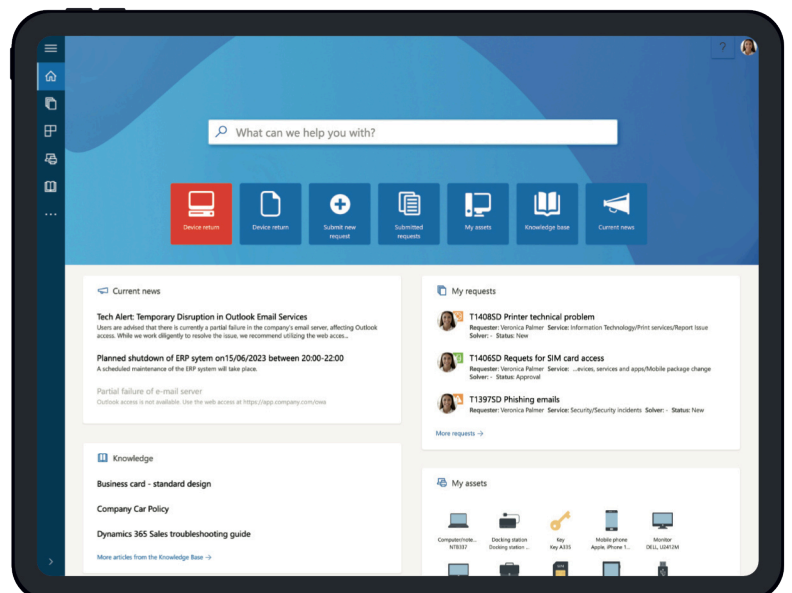 ?
What can we help you with?
Device return
Device return
Submit new
request
Submitted
requests
My assets
Knowledge base
Current news
Current news
Tech Alert: Temporary Disruption in Outlook Email Services
Users are advised that there is currently a partial failure in the company's email server, affecting Outlook
access. While we work diligently to resolve the issue, we recommend utilizing the web acces...
Planned shutdown of ERP sytem on15/06/2023 between 20:00-22:00
A scheduled maintenance of the ERP system will take place.
Partial failure of e-mail server
Outlook access is not available. Use the web access at https://app.company.com/owa
Knowledge
Business card - standard design
Company Car Policy
Dynamics 365 Sales troubleshooting guide
More articles from the Knowledge Base →
My requests
T1408SD Printer technical problem
Requester: Veronica Palmer Service: Information Technology/Print services/Report Issue
Solver: - Status: New
T1406SD Requets for SIM card access
Requester: Veronica Palmer Service: ...evices, services and apps/Mobile package change
Solver: - Status: Approval
T1397SD Phishing emails
Requester: Veronica Palmer Service: Security/Security incidents Solver: - Status: New
More requests →
My assets
Computer/note...
NTB337
Docking station
Docking station ...
Key
Key A335
Mobile phone
Apple, iPhone 1...
Monitor
DELL, U2412M